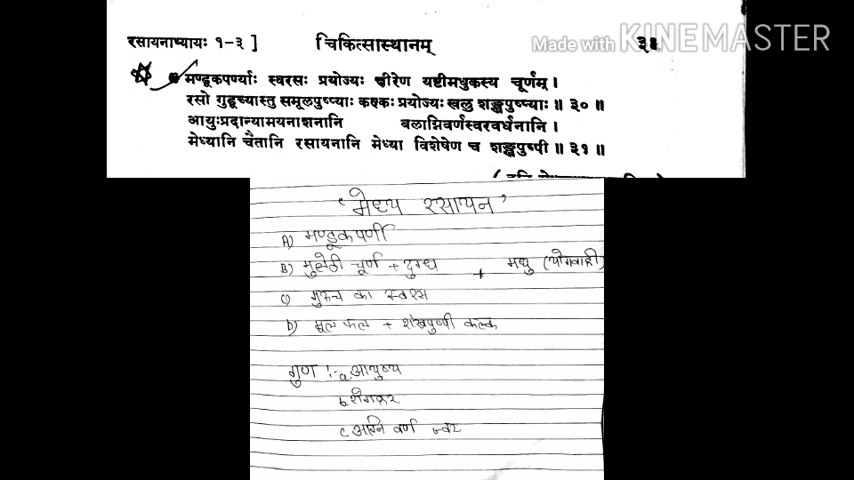 रसायनाध्यायः १-३ ] चिकित्सास्थानम्
Made with KINEMASTER
मण्डूकपर्ण्याः स्वरसः प्रयोज्यः क्षीरेण यष्टीमधुकस्य चूर्णम् ।
रसो गुडूच्यास्तु समूलपुष्प्याः कल्कः प्रयोज्यः खलु शङ्खपुष्प्याः ॥ ३० ॥
आयुःप्रदान्यामयनाशनानि बलाग्निवर्णस्वरवर्धनानि ।
मेध्यानि चैतानि रसायनानि मेध्या विशेषेण च शङ्खपुष्पी ॥ ३१ ॥
'मेध्य रसायन'
A) मण्डूकपर्णी
B) मुलेठी चूर्ण + दुग्ध + मधु (योगवाही)
C) गुरुच का स्वरस
D) मूल फल + शंखपुष्पी कल्क
गुण :- a. आयुष्य
b.
c. अग्नि वर्ण